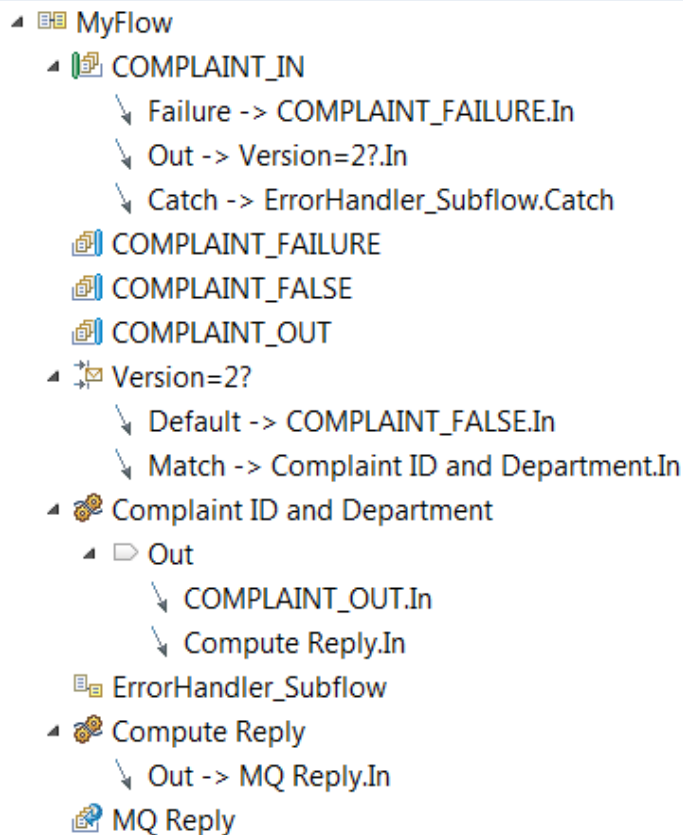 MyFlow
COMPLAINT_IN
Failure -> COMPLAINT_FAILURE.In
Out -> Version=2?.In
Catch -> ErrorHandler_Subflow.Catch
COMPLAINT_FAILURE
COMPLAINT_FALSE
COMPLAINT_OUT
Version=2?
Default -> COMPLAINT_FALSE.In
Match -> Complaint ID and Department.In
Complaint ID and Department
Out
COMPLAINT_OUT.In
Compute Reply.In
ErrorHandler_Subflow
Compute Reply
Out -> MQ Reply.In
MQ Reply